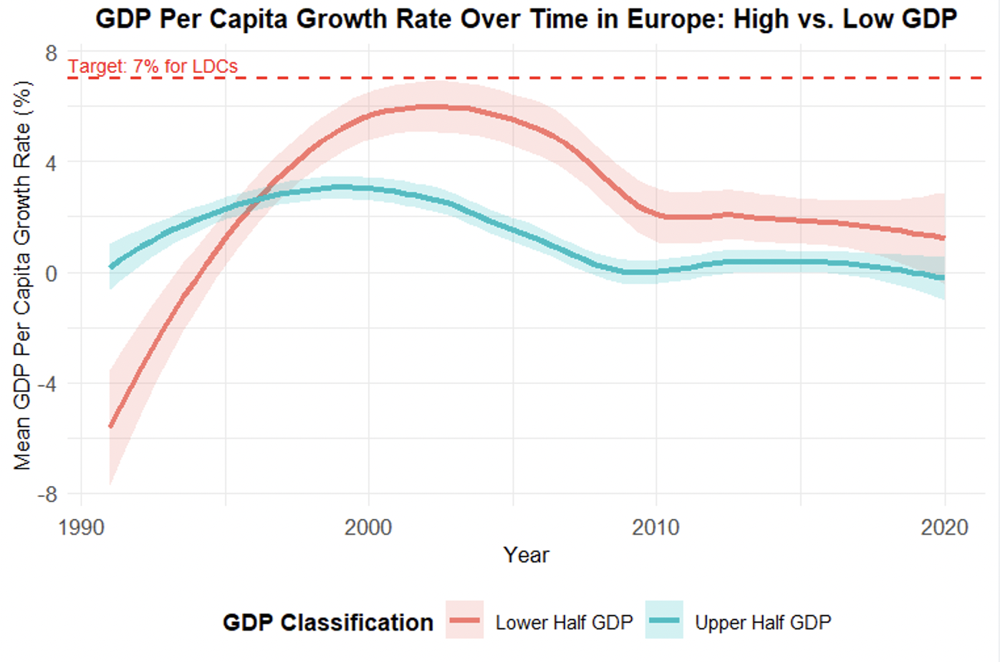 GDP Per Capita Growth Rate Over Time in Europe: High vs. Low GDP
8
Target: 7% for LDCs
4
0
-4
-8
Mean GDP Per Capita Growth Rate (%)
1990 2000 2010 2020
Year
GDP Classification Lower Half GDP Upper Half GDP